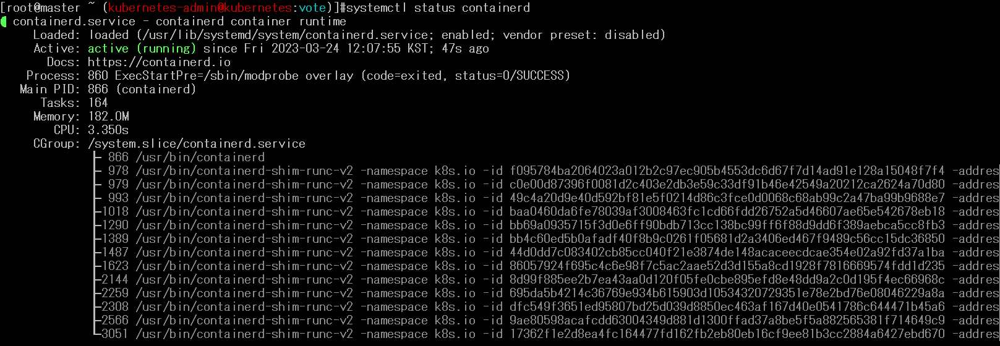 [root@master ~ (kubernetes-admin@kubernetes:vote)]#systemctl status containerd
containerd.service - containerd container runtime
Loaded: loaded (/usr/lib/systemd/system/containerd.service; enabled; vendor preset: disabled)
Active: active (running) since Fri 2023-03-24 12:07:55 KST; 47s ago
Docs: https://containerd.io
Process: 860 ExecStartPre=/sbin/modprobe overlay (code=exited, status=0/SUCCESS)
Main PID: 866 (containerd)
Tasks: 164
Memory: 182.0M
CPU: 3.350s
CGroup: /system.slice/containerd.service
├─ 866 /usr/bin/containerd
├─ 978 /usr/bin/containerd-shim-runc-v2 -namespace k8s.io -id f095784ba2064023a012b2c97ec905b4553dc6d67f7d14ad91e128a15048f7f4 -addres
├─ 979 /usr/bin/containerd-shim-runc-v2 -namespace k8s.io -id c0e00d87396f0081d2c403e2db3e59c33df91b46e42549a20212ca2624a70d80 -addres
├─ 993 /usr/bin/containerd-shim-runc-v2 -namespace k8s.io -id 49c4a20d9e40d592bf81e5f0214d86c3fce0d0068c68ab99c2a47ba99b9688e7 -addres
├─1018 /usr/bin/containerd-shim-runc-v2 -namespace k8s.io -id baa0460da6fe78039af3008463fc1cd66fdd26752a5d46607ae65e542678eb18 -addres
├─1290 /usr/bin/containerd-shim-runc-v2 -namespace k8s.io -id bb69a0935715f3d0e6ff90bdb713cc138bc99ff6f88d9dd6f389aebca5cc8fb3 -addres
├─1389 /usr/bin/containerd-shim-runc-v2 -namespace k8s.io -id bb4c60ed5b0afadf40f8b9c0261f05681d2a3406ed467f9489c56cc15dc36850 -addres
├─1487 /usr/bin/containerd-shim-runc-v2 -namespace k8s.io -id 44d0dd7c083402cb85cc040f21e3874de148acaceecdcae354e02a92fd37a1ba -addres
├─1623 /usr/bin/containerd-shim-runc-v2 -namespace k8s.io -id 86057924f695c4c6e98f7c5ac2aae52d3d155a8cd1928f7816669574fdd1d235 -addres
├─2144 /usr/bin/containerd-shim-runc-v2 -namespace k8s.io -id 8d99f885ee2b7ea43aa0d120f05fe0cbe895efd8e48dd9a2c0d195f4ec66968c -addres
├─2259 /usr/bin/containerd-shim-runc-v2 -namespace k8s.io -id 695da5b4214c36769e934b615903d10534320729351e78e2bd76e08046229a8a -addres
├─2308 /usr/bin/containerd-shim-runc-v2 -namespace k8s.io -id dfc549f3651ed95807bd25d039d8850ec463af167d40e0541786c644471b45a6 -addres
├─2566 /usr/bin/containerd-shim-runc-v2 -namespace k8s.io -id 9ae80598acafcdd63004349d881d1300ffad37a8be5f5a882565381f714649c9 -addres
└─3051 /usr/bin/containerd-shim-runc-v2 -namespace k8s.io -id 17362f1e2d8ea4fc164477fd162fb2eb80eb16cf9ee81b3cc2884a6427ebd670 -addres